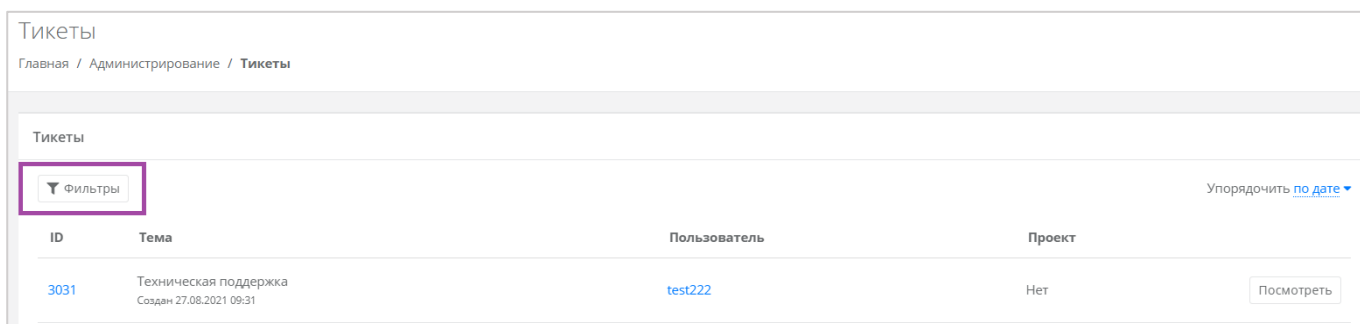 Тикеты
Главная / Администрирование / Тикеты
Тикеты
Фильтры
Упорядочить по дате
ID Тема Пользователь Проект
3031 Техническая поддержка test222 Нет Посмотреть
Создан 27.08.2021 09:31